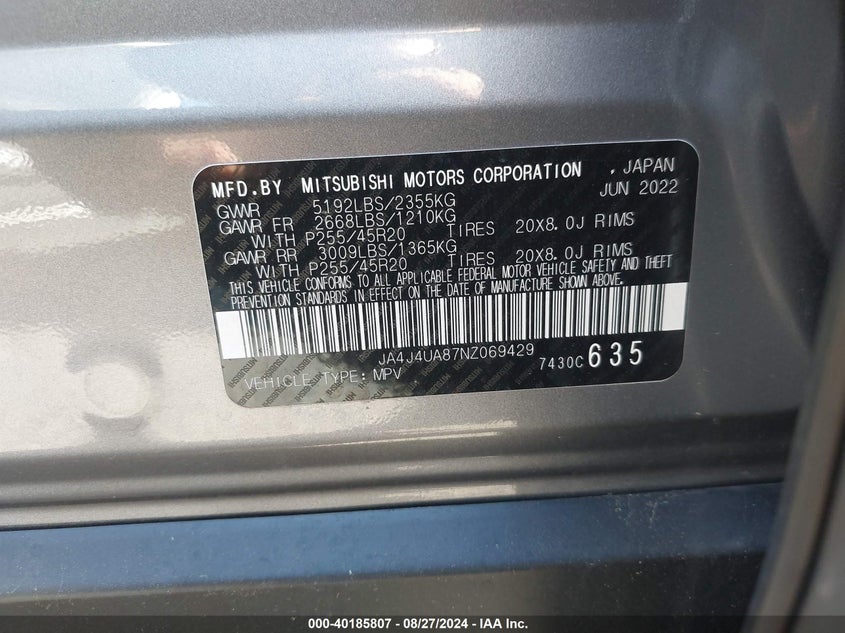 MFD.BY MITSUBISHI MOTORS CORPORATION , JAPAN
JUN 2022
GVWR 5192LBS/2355KG
GAWR FR 2668LBS/1210KG
WITH P255/45R20 TIRES 20X8.0J RIMS
GAWR RR 3009LBS/1365KG
WITH P255/45R20 TIRES 20X8.0J RIMS
THIS VEHICLE CONFORMS TO ALL APPLICABLE FEDERAL MOTOR VEHICLE SAFETY AND THEFT
PREVENTION STANDARDS IN EFFECT ON THE DATE OF MANUFACTURE SHOWN ABOVE.
JA4J4UA87NZ069429
7430C 635
VEHICLE TYPE:MPV
000-40185807 - 08/27/2024 - IAA Inc.